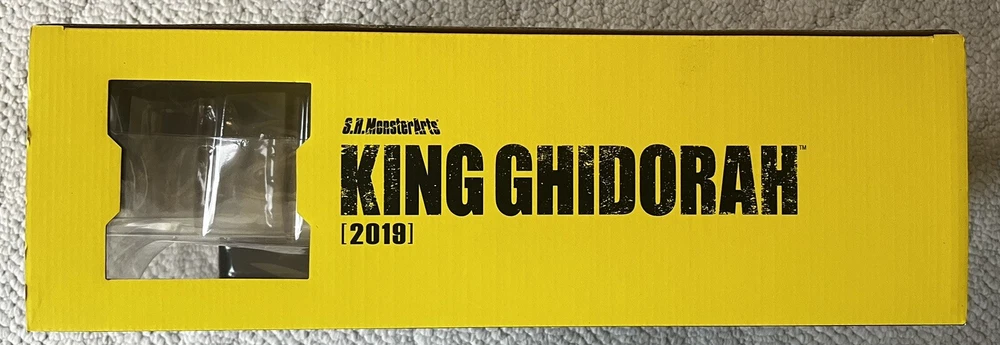 S.H.MonsterArts
KING GHIDORAH™
[2019]